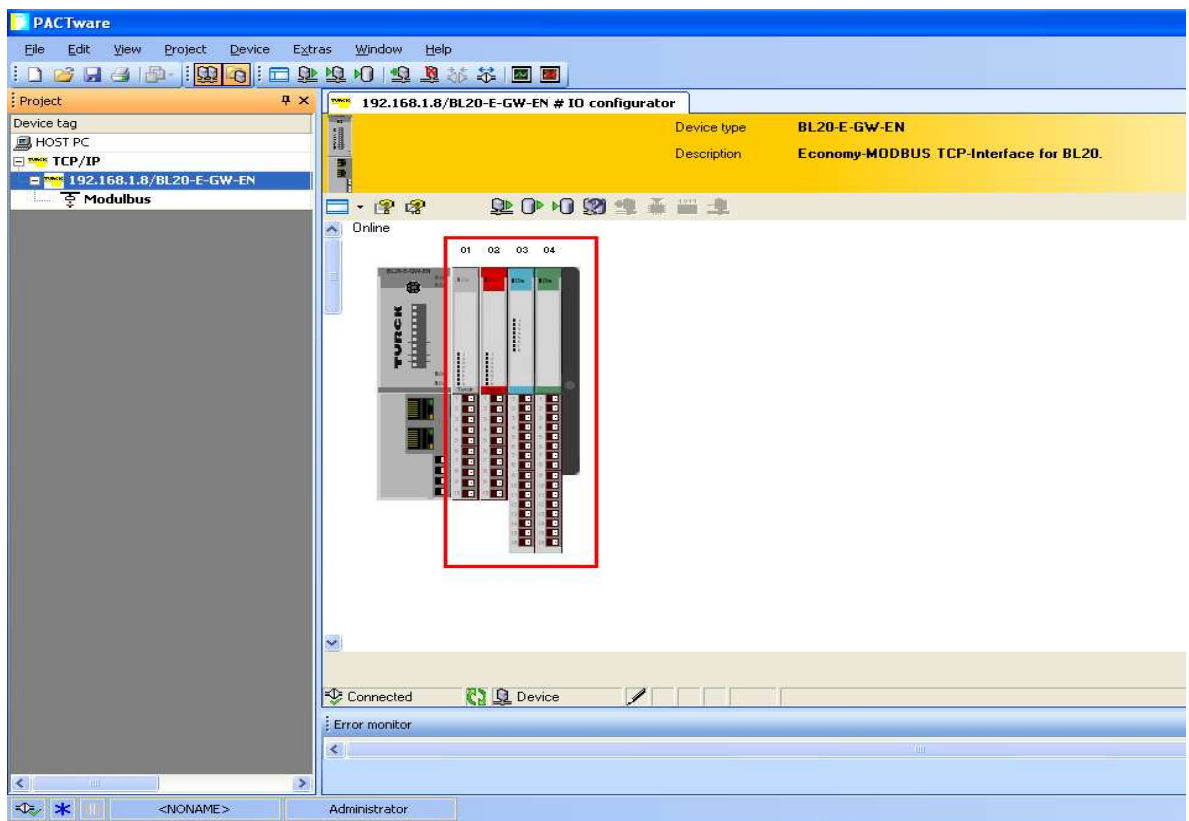 PACTware
File Edit View Project Device Extras Window Help
Project
192.168.1.8/BL20-E-GW-EN # IO configurator
Device tag
HOST PC
TCP/IP
192.168.1.8/BL20-E-GW-EN
Modulbus
Device type BL20-E-GW-EN
Description Economy-MODBUS TCP-Interface for BL20.
Online
01 02 03 04
BL20-E-GW-EN
TURCK
Connected Device
Error monitor
<NONAME> Administrator